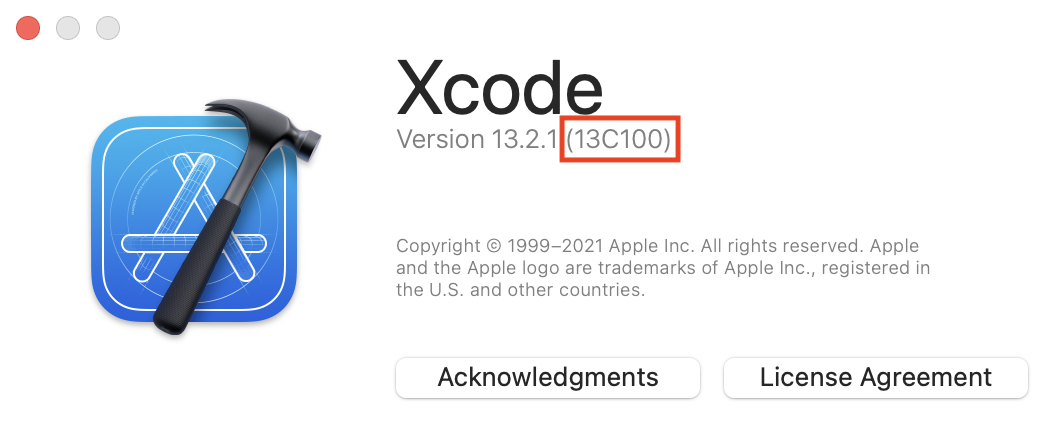 Xcode
Version 13.2.1 (13C100)
Copyright © 1999–2021 Apple Inc. All rights reserved. Apple
and the Apple logo are trademarks of Apple Inc., registered in
the U.S. and other countries.
Acknowledgments
License Agreement